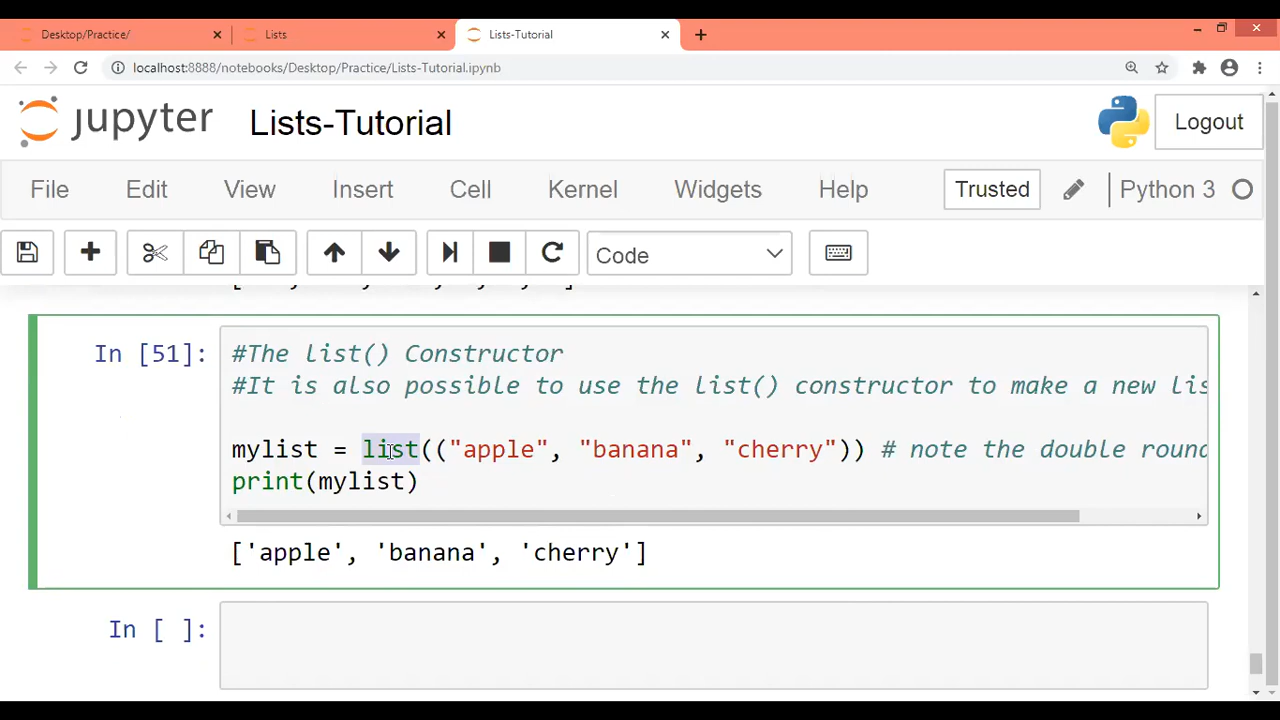 Desktop/Practice/
Lists
Lists-Tutorial
localhost:8888/notebooks/Desktop/Practice/Lists-Tutorial.ipynb
jupyter Lists-Tutorial
Logout
File Edit View Insert Cell Kernel Widgets Help Trusted Python 3
Code
In [51]:
#The list() Constructor
#It is also possible to use the list() constructor to make a new lis
mylist = list(("apple", "banana", "cherry")) # note the double round
print(mylist)
['apple', 'banana', 'cherry']
In [ ]: